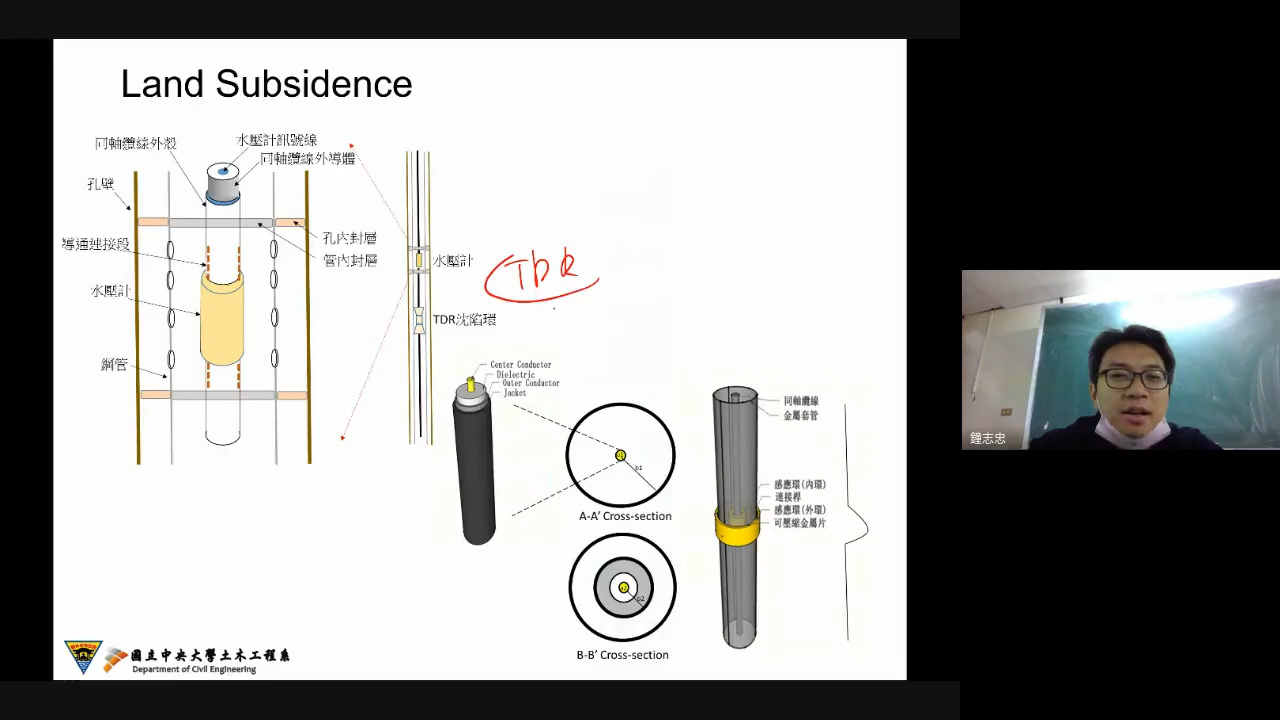 Land Subsidence
同軸纜線外殼
水壓計訊號線
同軸纜線外導體
孔壁
導通連接段
孔內封層
管內封層
水壓計
鋼管
水壓計
TDR
TDR沈陷環
Center Conductor
Dielectric
Outer Conductor
Jacket
b1
A-A' Cross-section
b2
B-B' Cross-section
同軸纜線
金屬套管
感應環(內環)
連接桿
感應環(外環)
可壓縮金屬片
國立中央大學土木工程系
Department of Civil Engineering
鐘志忠